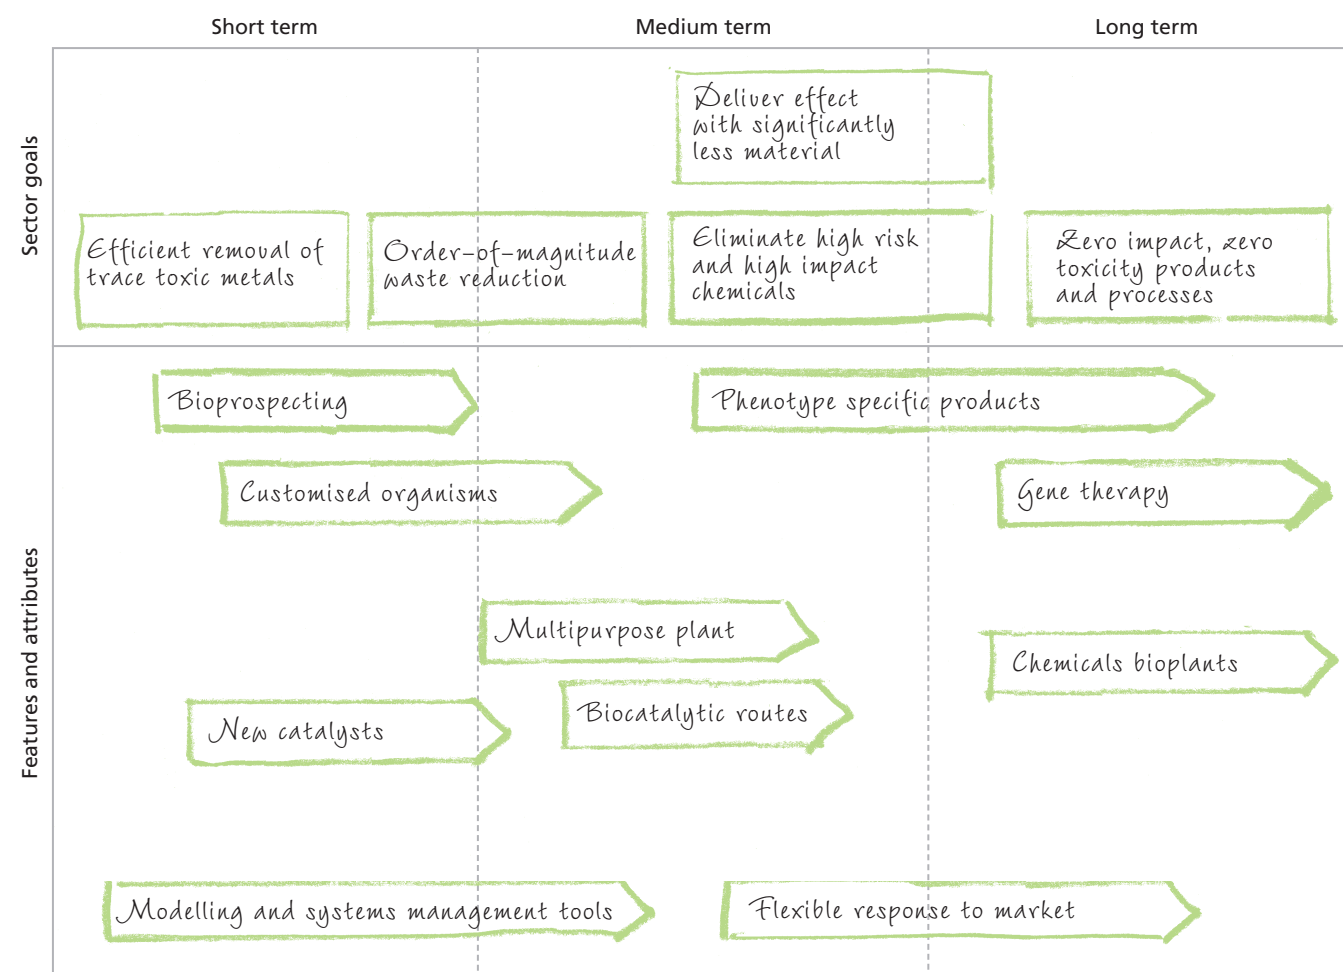 Short term
Medium term
Long term
Sector goals
Deliver effect
with significantly
less material
Efficient removal of
trace toxic metals
Order-of-magnitude
waste reduction
Eliminate high risk
and high impact
chemicals
Zero impact, zero
toxicity products
and processes
Features and attributes
Bioprospecting
Phenotype specific products
Customised organisms
Gene therapy
Multipurpose plant
Chemicals bioplants
Biocatalytic routes
New catalysts
Modelling and systems management tools
Flexible response to market